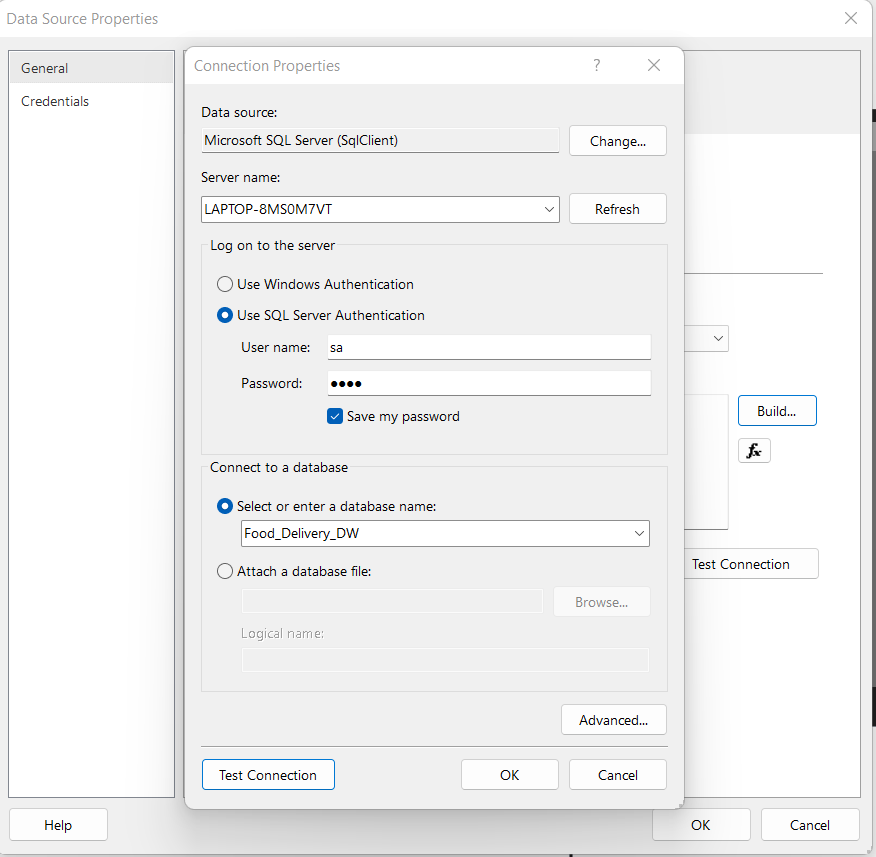 Data Source Properties
General
Credentials
Connection Properties
?
Data source:
Microsoft SQL Server (SqlClient)
Change...
Server name:
LAPTOP-8MS0M7VT
Refresh
Log on to the server
Use Windows Authentication
Use SQL Server Authentication
User name:
sa
Password:
●●●●
Save my password
Connect to a database
Select or enter a database name:
Food_Delivery_DW
Attach a database file:
Browse...
Logical name:
Advanced...
Test Connection
OK
Cancel
Build...
fx
Test Connection
Help
OK
Cancel